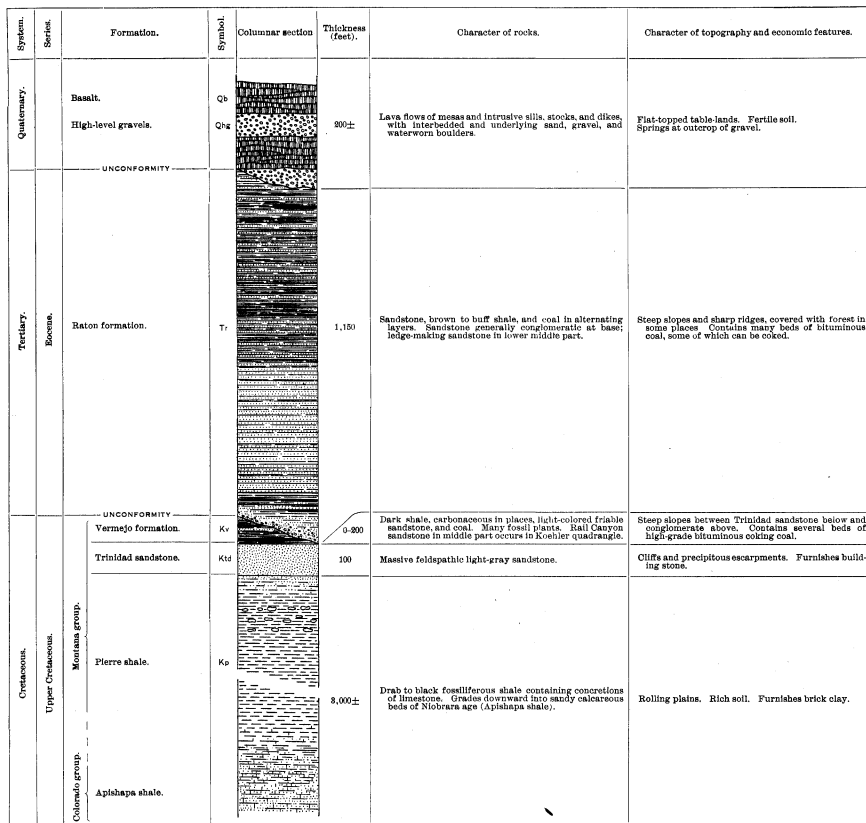 System.
Series.
Formation.
Symbol.
Columnar section
Thickness
(feet).
Character of rocks.
Character of topography and economic features.
Quaternary.
Basalt.
Qb
High-level gravels.
Qhg
200±
Lava flows of mesas and intrusive sills, stocks, and dikes,
with interbedded and underlying sand, gravel, and
waterworn boulders.
Flat-topped table-lands. Fertile soil.
Springs at outcrop of gravel.
UNCONFORMITY
Tertiary.
Eocene.
Raton formation.
Tr
1,150
Sandstone, brown to buff shale, and coal in alternating
layers. Sandstone generally conglomeratic at base;
ledge-making sandstone in lower middle part.
Steep slopes and sharp ridges, covered with forest in
some places Contains many beds of bituminous
coal, some of which can be coked.
UNCONFORMITY
Cretaceous.
Upper Cretaceous.
Montana group.
Vermejo formation.
Kv
0-200
Dark shale, carbonaceous in places, light-colored friable
sandstone, and coal. Many fossil plants. Rail Canyon
sandstone in middle part occurs in Koehler quadrangle.
Steep slopes between Trinidad sandstone below and
conglomerate above. Contains several beds of
high-grade bituminous coking coal.
Trinidad sandstone.
Ktd
100
Massive feldspathic light-gray sandstone.
Cliffs and precipitous escarpments. Furnishes build-
ing stone.
Pierre shale.
Kp
3,000±
Drab to black fossiliferous shale containing concretions
of limestone. Grades downward into sandy calcareous
beds of Niobrara age (Apishapa shale).
Rolling plains. Rich soil. Furnishes brick clay.
Colorado group.
Apishapa shale.